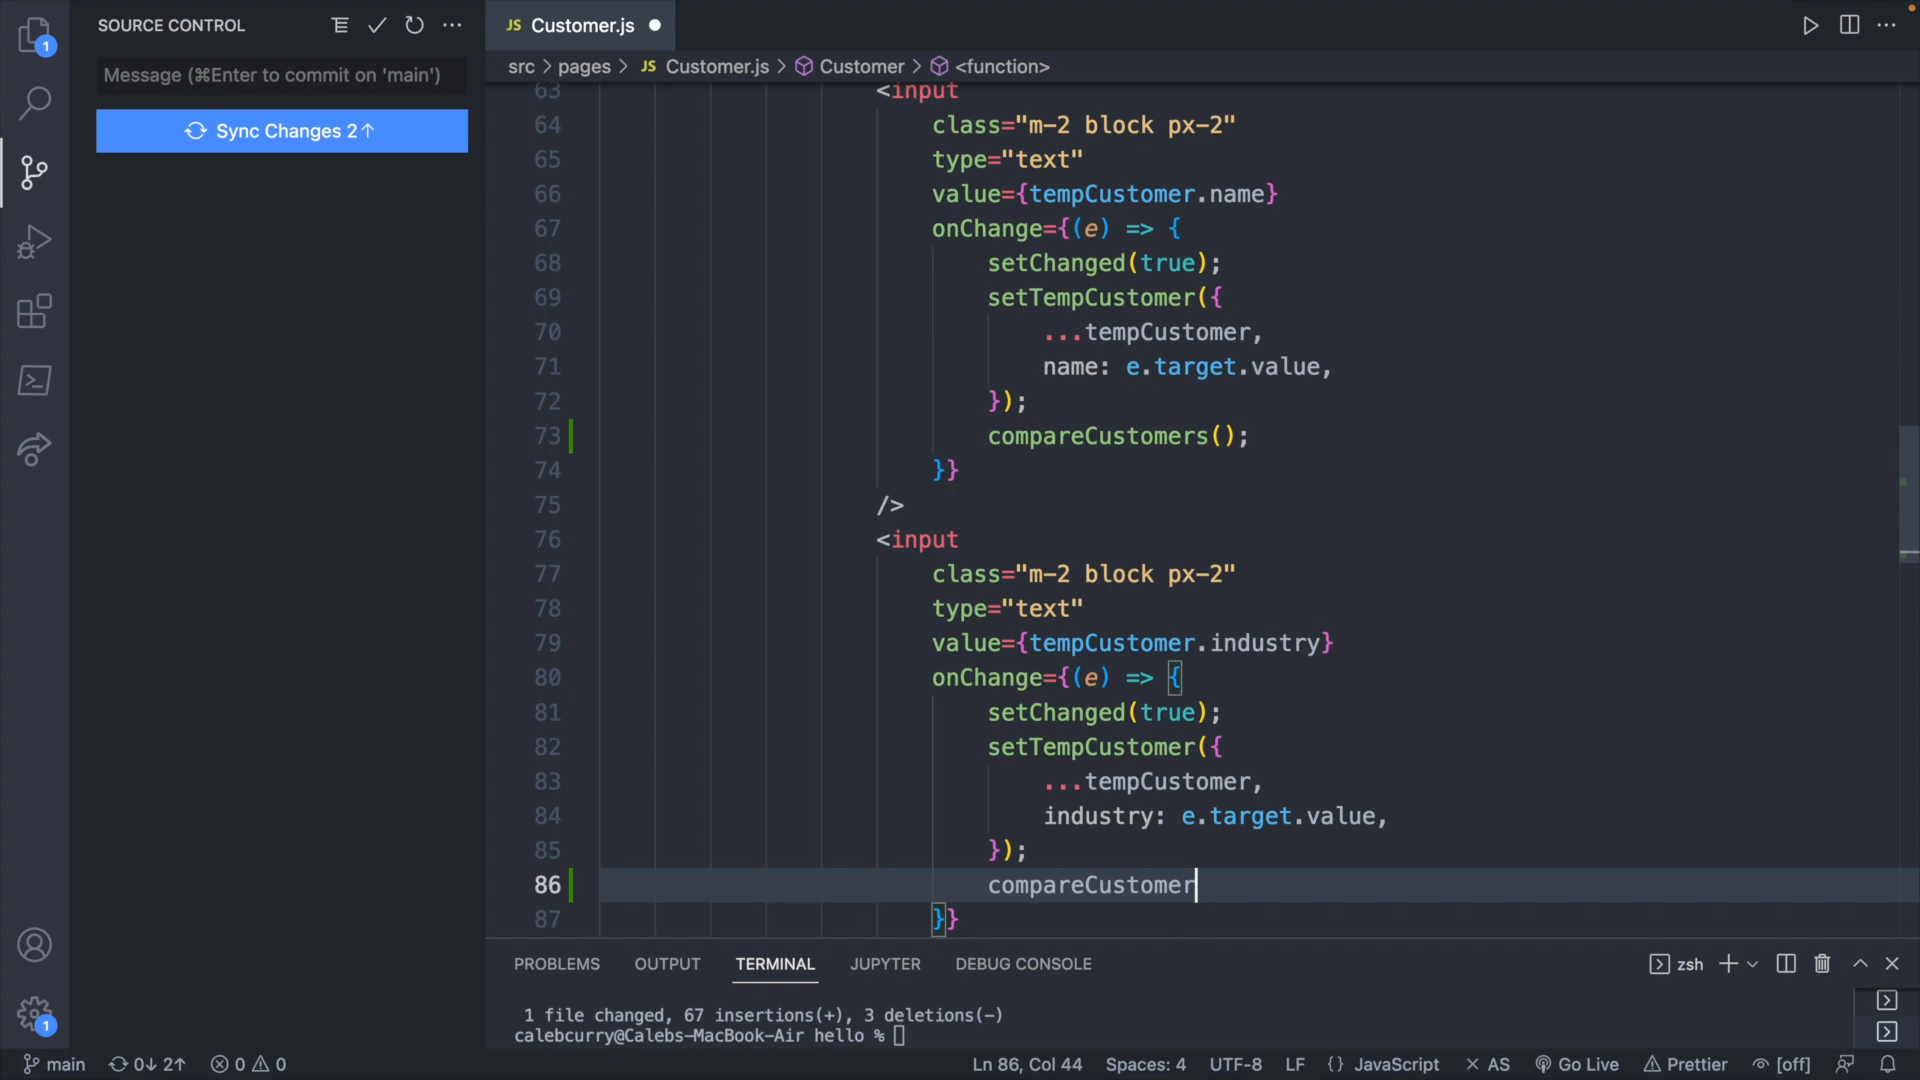 SOURCE CONTROL
JS Customer.js
Message (⌘Enter to commit on 'main')
src > pages > JS Customer.js > Customer > <function>
1
Sync Changes 2↑
63 <input
64 class="m-2 block px-2"
65 type="text"
66 value={tempCustomer.name}
67 onChange={(e) => {
68 setChanged(true);
69 setTempCustomer({
70 ...tempCustomer,
71 name: e.target.value,
72 });
73 compareCustomers();
74 }}
75 />
76 <input
77 class="m-2 block px-2"
78 type="text"
79 value={tempCustomer.industry}
80 onChange={(e) => {
81 setChanged(true);
82 setTempCustomer({
83 ...tempCustomer,
84 industry: e.target.value,
85 });
86 compareCustomer
87 }}
PROBLEMS OUTPUT TERMINAL JUPYTER DEBUG CONSOLE zsh
1 file changed, 67 insertions(+), 3 deletions(-)
calebcurry@Calebs-MacBook-Air hello %
1
main 0↓ 2↑ 0 0 Ln 86, Col 44 Spaces: 4 UTF-8 LF {} JavaScript × AS Go Live Prettier [off]